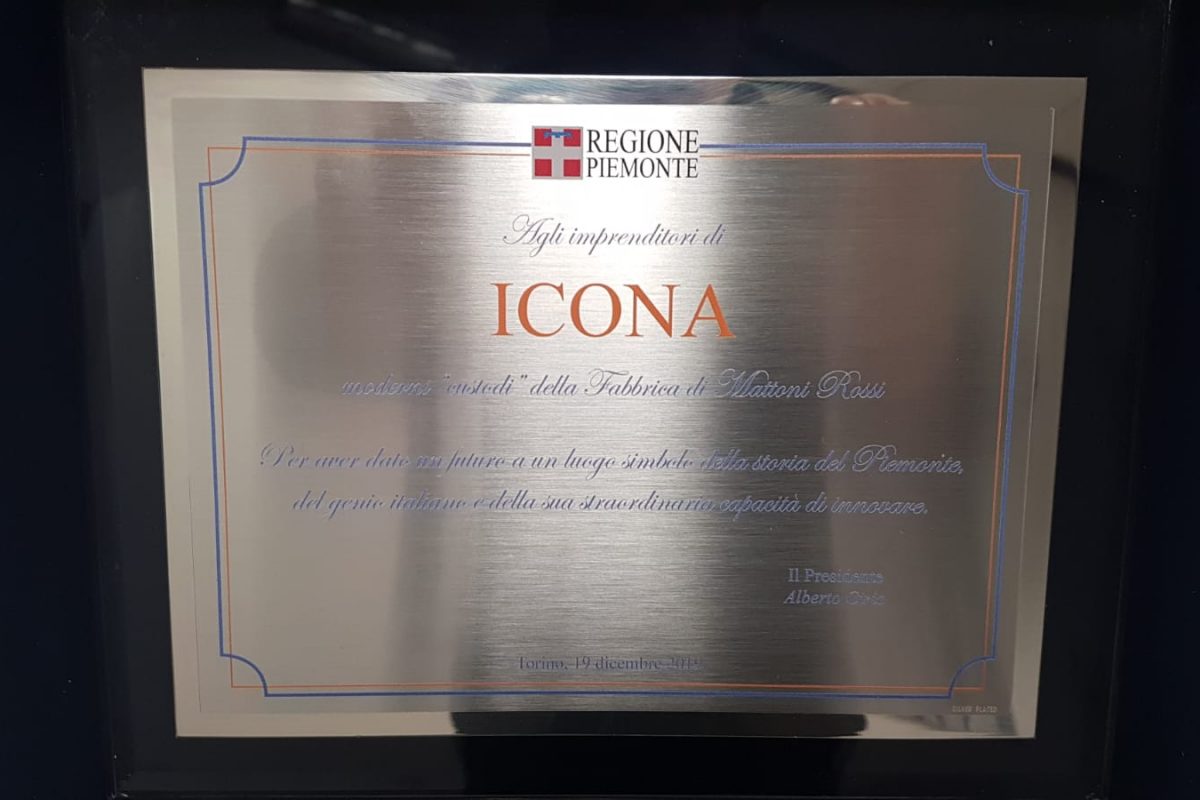 REGIONE
PIEMONTE
Agli imprenditori di
ICONA
moderni "custodi" della Fabbrica di Mattoni Rossi
Per aver dato un futuro a un luogo simbolo della storia del Piemonte,
del genio italiano e della sua straordinaria capacità di innovare.
Il Presidente
Alberto Cirio
Torino, 19 dicembre 2019
SILVER PLATED